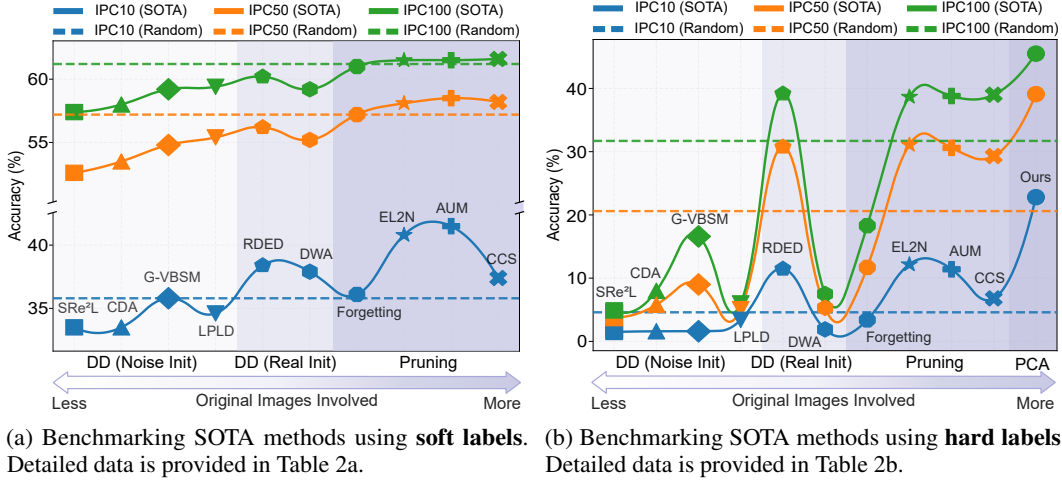 IPC10 (SOTA) IPC50 (SOTA) IPC100 (SOTA)
IPC10 (Random) IPC50 (Random) IPC100 (Random)
Accuracy (%)
60
55
40
35
SRe²L
CDA
G-VBSM
LPLD
RDED
DWA
Forgetting
EL2N
AUM
CCS
DD (Noise Init) DD (Real Init) Pruning
Less Original Images Involved More
(a) Benchmarking SOTA methods using soft labels.
Detailed data is provided in Table 2a.
IPC10 (SOTA) IPC50 (SOTA) IPC100 (SOTA)
IPC10 (Random) IPC50 (Random) IPC100 (Random)
Accuracy (%)
40
30
20
10
0
SRe²L
CDA
G-VBSM
LPLD
RDED
DWA
Forgetting
EL2N
AUM
CCS
Ours
DD (Noise Init) DD (Real Init) Pruning PCA
Less Original Images Involved More
(b) Benchmarking SOTA methods using hard labels
Detailed data is provided in Table 2b.